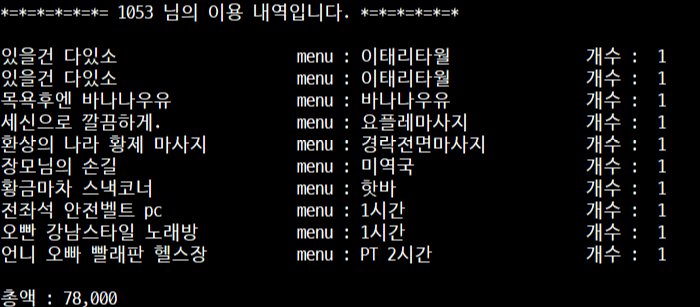 *=*=*=*=*=*= 1053 님의 이용 내역입니다. *=*=*=*=*=*
있을건 다있소 menu : 이태리타월 개수 : 1
있을건 다있소 menu : 이태리타월 개수 : 1
목욕후엔 바나나우유 menu : 바나나우유 개수 : 1
세신으로 깔끔하게. menu : 요플레마사지 개수 : 1
환상의 나라 황제 마사지 menu : 경락전면마사지 개수 : 1
장모님의 손길 menu : 미역국 개수 : 1
황금마차 스낵코너 menu : 핫바 개수 : 1
전좌석 안전벨트 pc menu : 1시간 개수 : 1
오빤 강남스타일 노래방 menu : 1시간 개수 : 1
언니 오빠 빨래판 헬스장 menu : PT 2시간 개수 : 1
총액 : 78,000